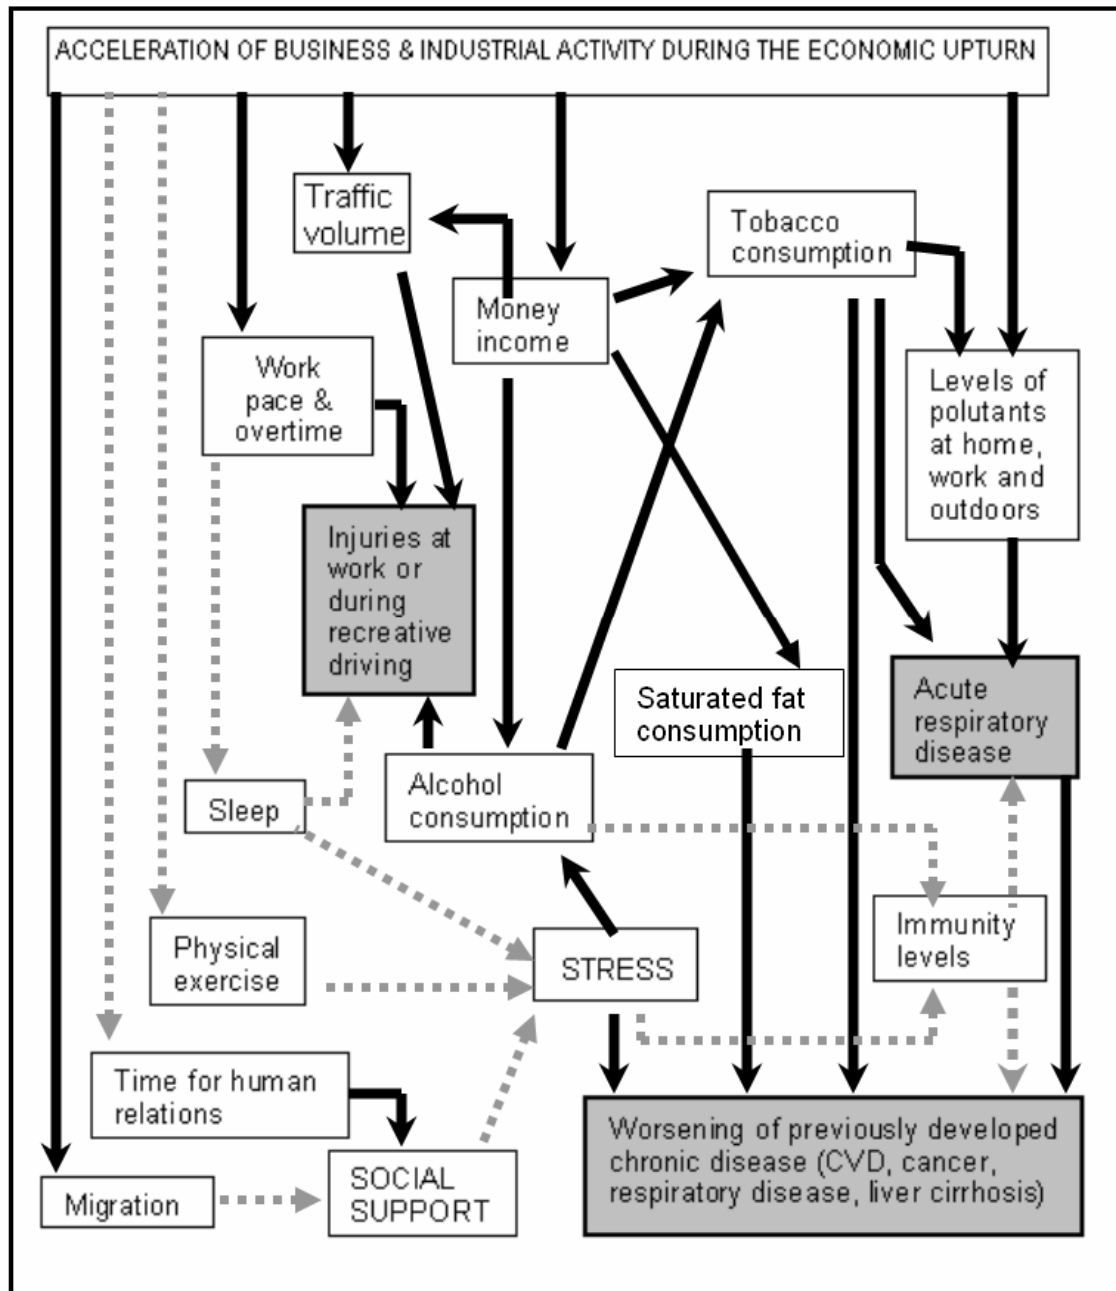 ACCELERATION OF BUSINESS & INDUSTRIAL ACTIVITY DURING THE ECONOMIC UPTURN
Traffic
volume
Tobacco
consumption
Money
income
Work
pace &
overtime
Levels of
polutants
at home,
work and
outdoors
Injuries at
work or
during
recreative
driving
Saturated fat
consumption
Acute
respiratory
disease
Sleep
Alcohol
consumption
Physical
exercise
STRESS
Immunity
levels
Time for human
relations
Migration
SOCIAL
SUPPORT
Worsening of previously developed
chronic disease (CVD, cancer,
respiratory disease, liver cirrhosis)